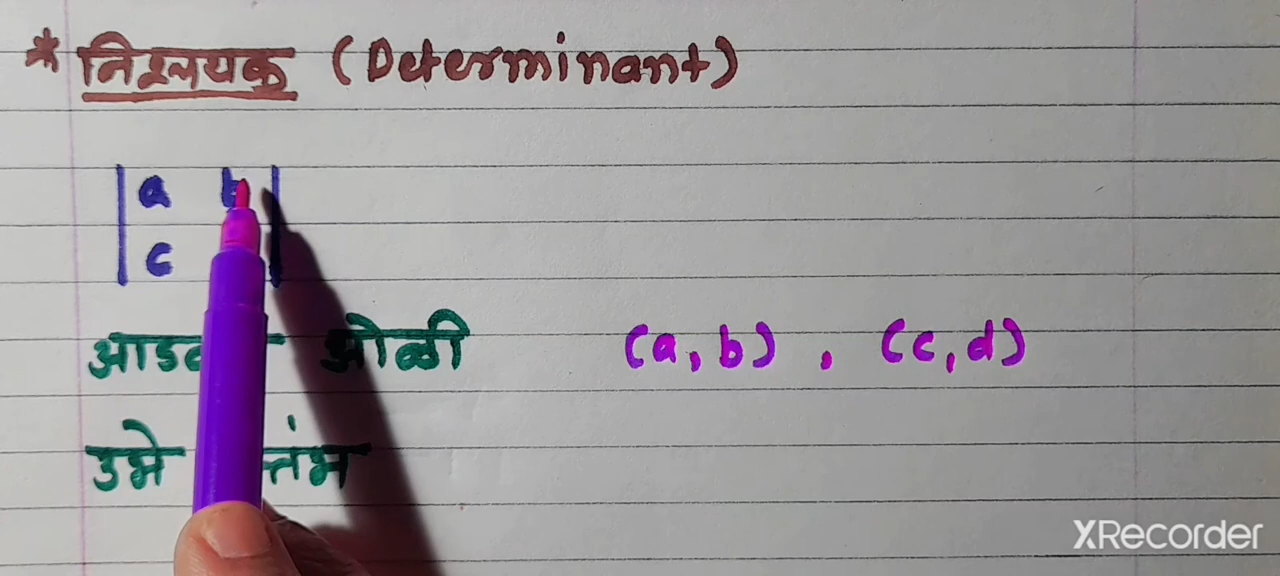 * निश्चयक (Determinant)
a b
c
ओळी (a, b) , (c, d)
उभे
XRecorder